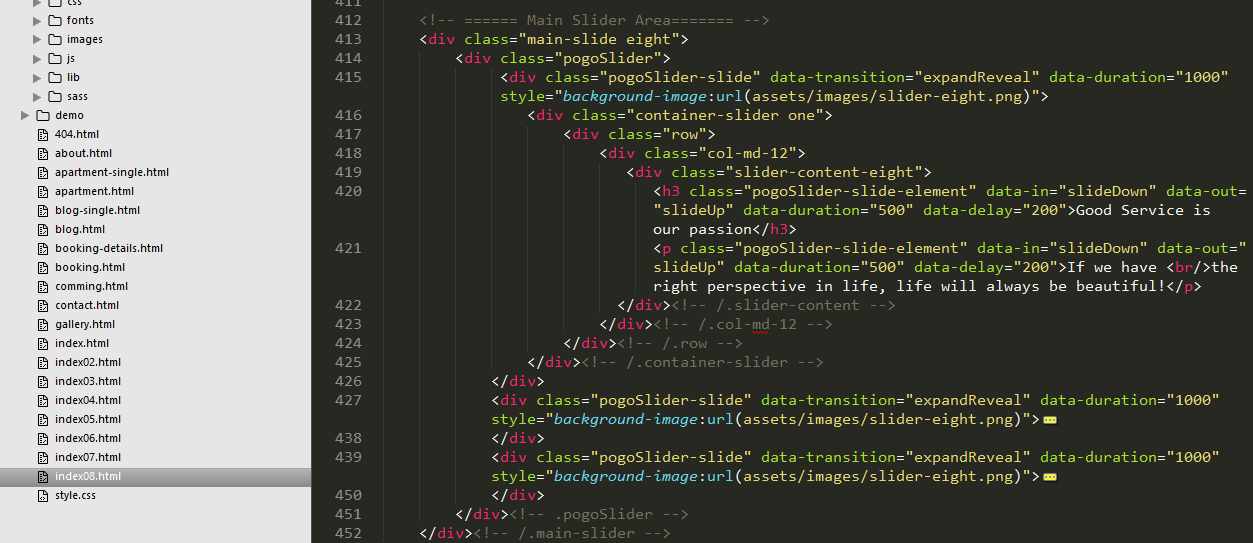 css
fonts
images
js
lib
sass
demo
404.html
about.html
apartment-single.html
apartment.html
blog-single.html
blog.html
booking-details.html
booking.html
comming.html
contact.html
gallery.html
index.html
index02.html
index03.html
index04.html
index05.html
index06.html
index07.html
index08.html
style.css
411
412 <!-- ====== Main Slider Area======= -->
413 <div class="main-slide eight">
414 <div class="pogoSlider">
415 <div class="pogoSlider-slide" data-transition="expandReveal" data-duration="1000"
style="background-image:url(assets/images/slider-eight.png)">
416 <div class="container-slider one">
417 <div class="row">
418 <div class="col-md-12">
419 <div class="slider-content-eight">
420 <h3 class="pogoSlider-slide-element" data-in="slideDown" data-out=
"slideUp" data-duration="500" data-delay="200">Good Service is
our passion</h3>
421 <p class="pogoSlider-slide-element" data-in="slideDown" data-out="
slideUp" data-duration="500" data-delay="200">If we have <br/>the
right perspective in life, life will always be beautiful!</p>
422 </div><!-- /.slider-content -->
423 </div><!-- /.col-md-12 -->
424 </div><!-- /.row -->
425 </div><!-- /.container-slider -->
426 </div>
427 <div class="pogoSlider-slide" data-transition="expandReveal" data-duration="1000"
style="background-image:url(assets/images/slider-eight.png)">
438 </div>
439 <div class="pogoSlider-slide" data-transition="expandReveal" data-duration="1000"
style="background-image:url(assets/images/slider-eight.png)">
450 </div>
451 </div><!-- .pogoSlider -->
452 </div><!-- /.main-slider -->